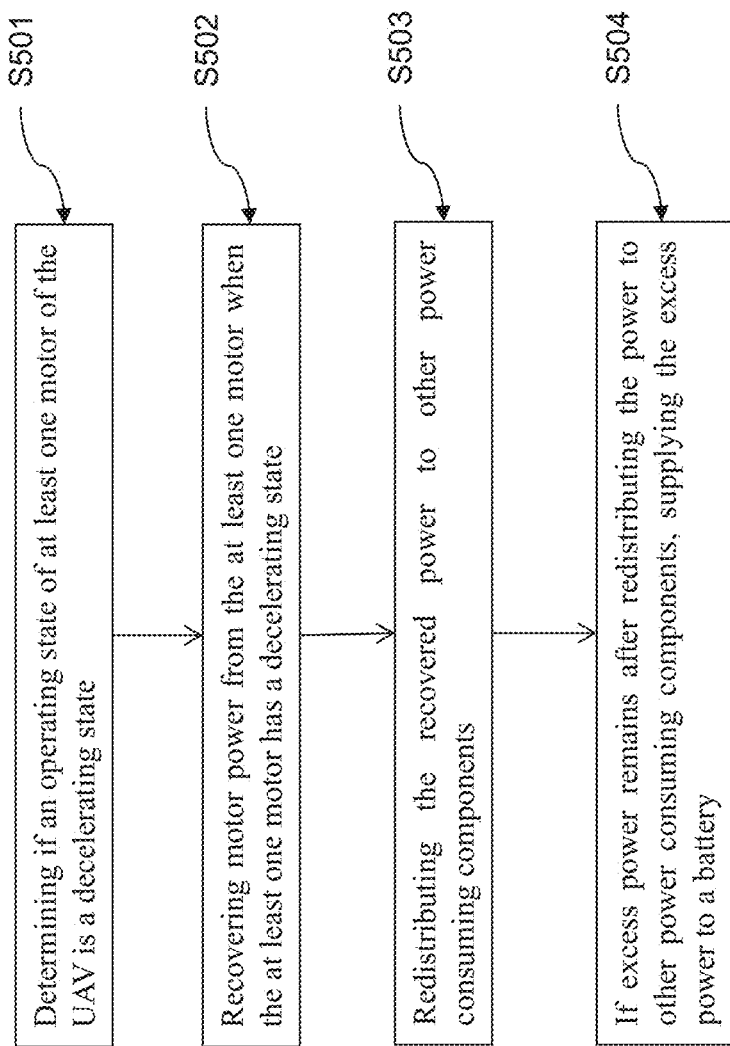 S501
Determining if an operating state of at least one motor of the
UAV is a decelerating state
S502
Recovering motor power from the at least one motor when
the at least one motor has a decelerating state
S503
Redistributing the recovered power to other power
consuming components
S504
If excess power remains after redistributing the power to
other power consuming components, supplying the excess
power to a battery